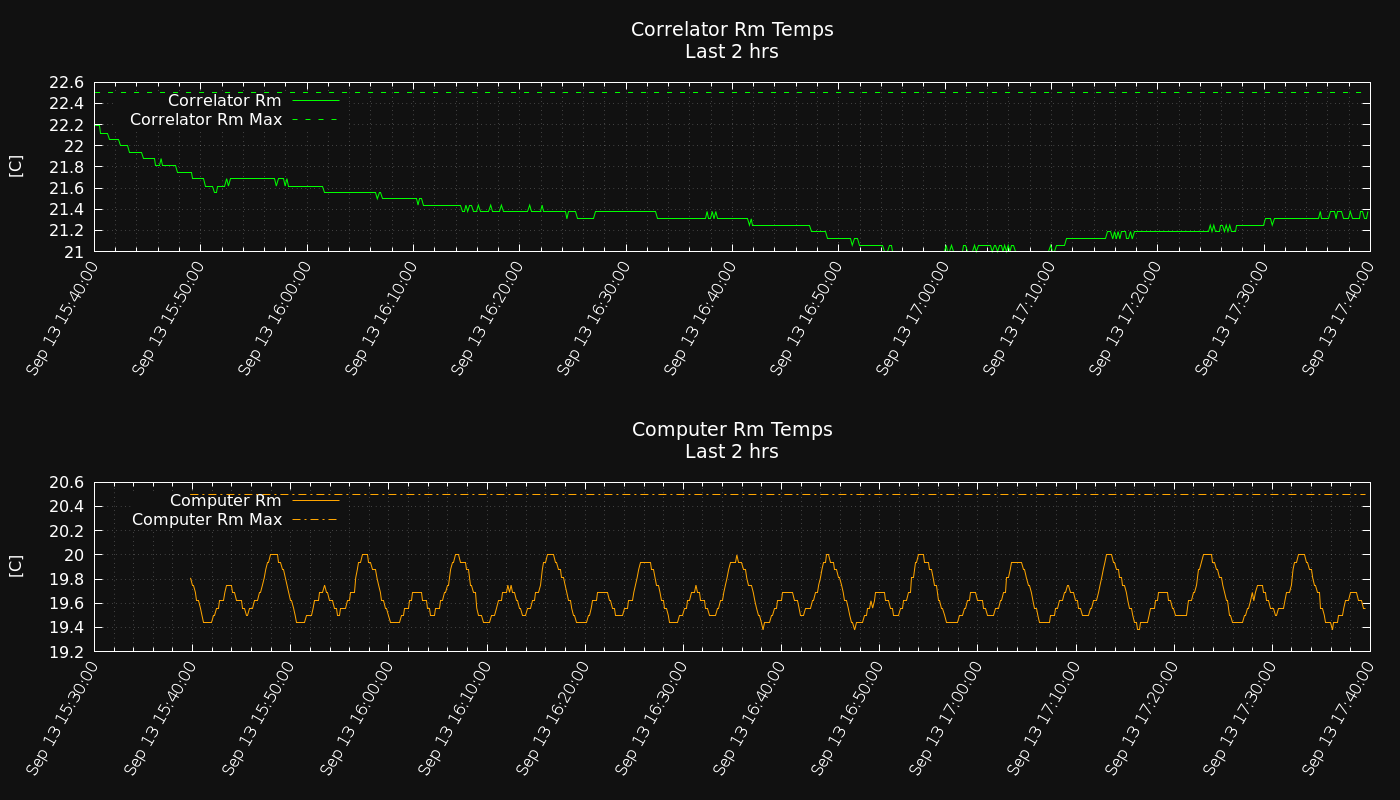 Correlator Rm Temps
Last 2 hrs
22.6
22.4
22.2
22
21.8
21.6
21.4
21.2
21
[C]
Correlator Rm
Correlator Rm Max
Sep 13 15:40:00
Sep 13 15:50:00
Sep 13 16:00:00
Sep 13 16:10:00
Sep 13 16:20:00
Sep 13 16:30:00
Sep 13 16:40:00
Sep 13 16:50:00
Sep 13 17:00:00
Sep 13 17:10:00
Sep 13 17:20:00
Sep 13 17:30:00
Sep 13 17:40:00
Computer Rm Temps
Last 2 hrs
20.6
20.4
20.2
20
19.8
19.6
19.4
19.2
[C]
Computer Rm
Computer Rm Max
Sep 13 15:30:00
Sep 13 15:40:00
Sep 13 15:50:00
Sep 13 16:00:00
Sep 13 16:10:00
Sep 13 16:20:00
Sep 13 16:30:00
Sep 13 16:40:00
Sep 13 16:50:00
Sep 13 17:00:00
Sep 13 17:10:00
Sep 13 17:20:00
Sep 13 17:30:00
Sep 13 17:40:00